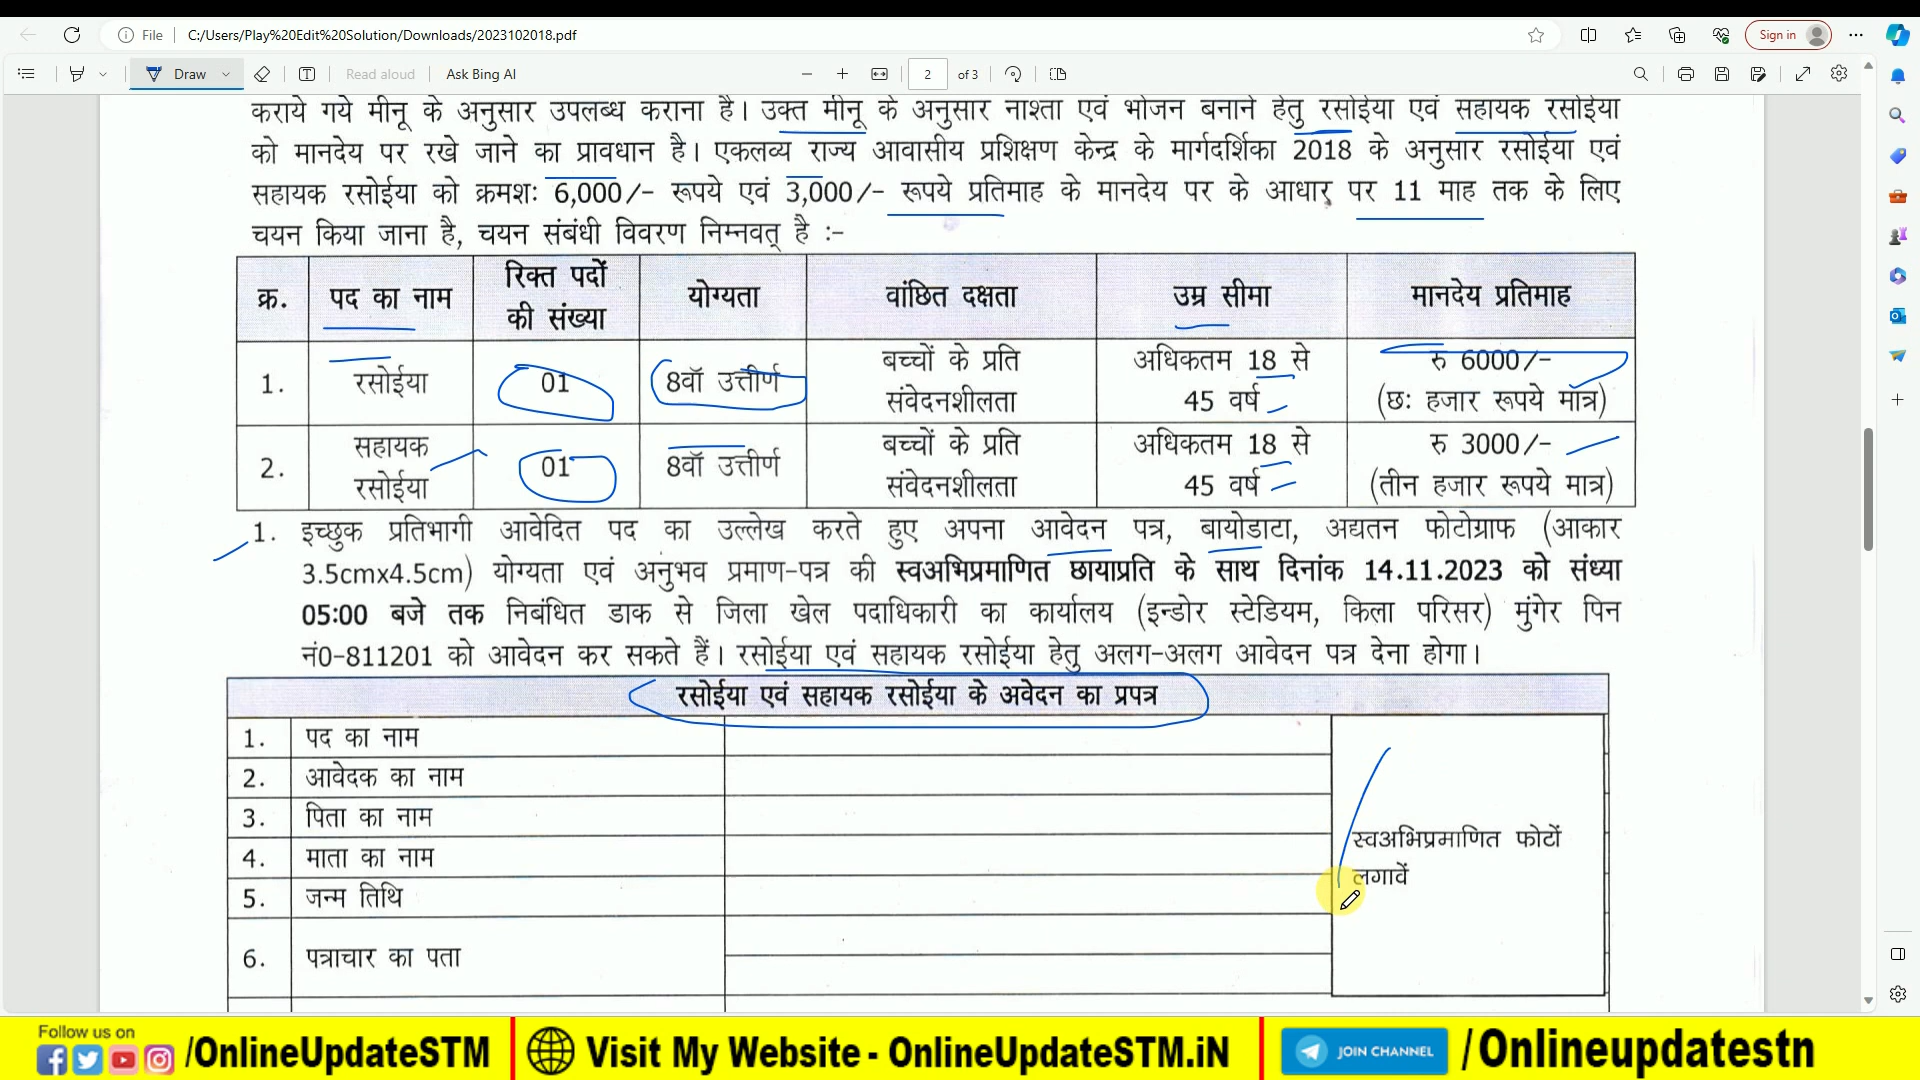 File C:/Users/Play%20Edit%20Solution/Downloads/2023102018.pdf Sign in
Draw Read aloud Ask Bing AI 2 of 3
कराये गये मीनू के अनुसार उपलब्ध कराना है। उक्त मीनू के अनुसार नाश्ता एवं भोजन बनाने हेतु रसोईया एवं सहायक रसोईया
को मानदेय पर रखे जाने का प्रावधान है। एकलव्य राज्य आवासीय प्रशिक्षण केन्द्र के मार्गदर्शिका 2018 के अनुसार रसोईया एवं
सहायक रसोईया को क्रमशः 6,000/- रूपये एवं 3,000/- रूपये प्रतिमाह के मानदेय पर के आधार पर 11 माह तक के लिए
चयन किया जाना है, चयन संबंधी विवरण निम्नवत् है :-
क्र. पद का नाम रिक्त पदों की संख्या योग्यता वांछित दक्षता उम्र सीमा मानदेय प्रतिमाह
1. रसोईया 01 8वॉ उत्तीर्ण बच्चों के प्रति संवेदनशीलता अधिकतम 18 से 45 वर्ष रु 6000/- (छः हजार रूपये मात्र)
2. सहायक रसोईया 01 8वॉ उत्तीर्ण बच्चों के प्रति संवेदनशीलता अधिकतम 18 से 45 वर्ष रु 3000/- (तीन हजार रूपये मात्र)
1. इच्छुक प्रतिभागी आवेदित पद का उल्लेख करते हुए अपना आवेदन पत्र, बायोडाटा, अद्यतन फोटोग्राफ (आकार
3.5cmx4.5cm) योग्यता एवं अनुभव प्रमाण-पत्र की स्वअभिप्रमाणित छायाप्रति के साथ दिनांक 14.11.2023 को संध्या
05:00 बजे तक निबंधित डाक से जिला खेल पदाधिकारी का कार्यालय (इन्डोर स्टेडियम, किला परिसर) मुंगेर पिन
नं0-811201 को आवेदन कर सकते हैं। रसोईया एवं सहायक रसोईया हेतु अलग-अलग आवेदन पत्र देना होगा।
रसोईया एवं सहायक रसोईया के अवेदन का प्रपत्र
1. पद का नाम
2. आवेदक का नाम
3. पिता का नाम
4. माता का नाम
5. जन्म तिथि
6. पत्राचार का पता
स्वअभिप्रमाणित फोटों
लगावें
Follow us on
/OnlineUpdateSTM Visit My Website - OnlineUpdateSTM.iN JOIN CHANNEL /Onlineupdatestn